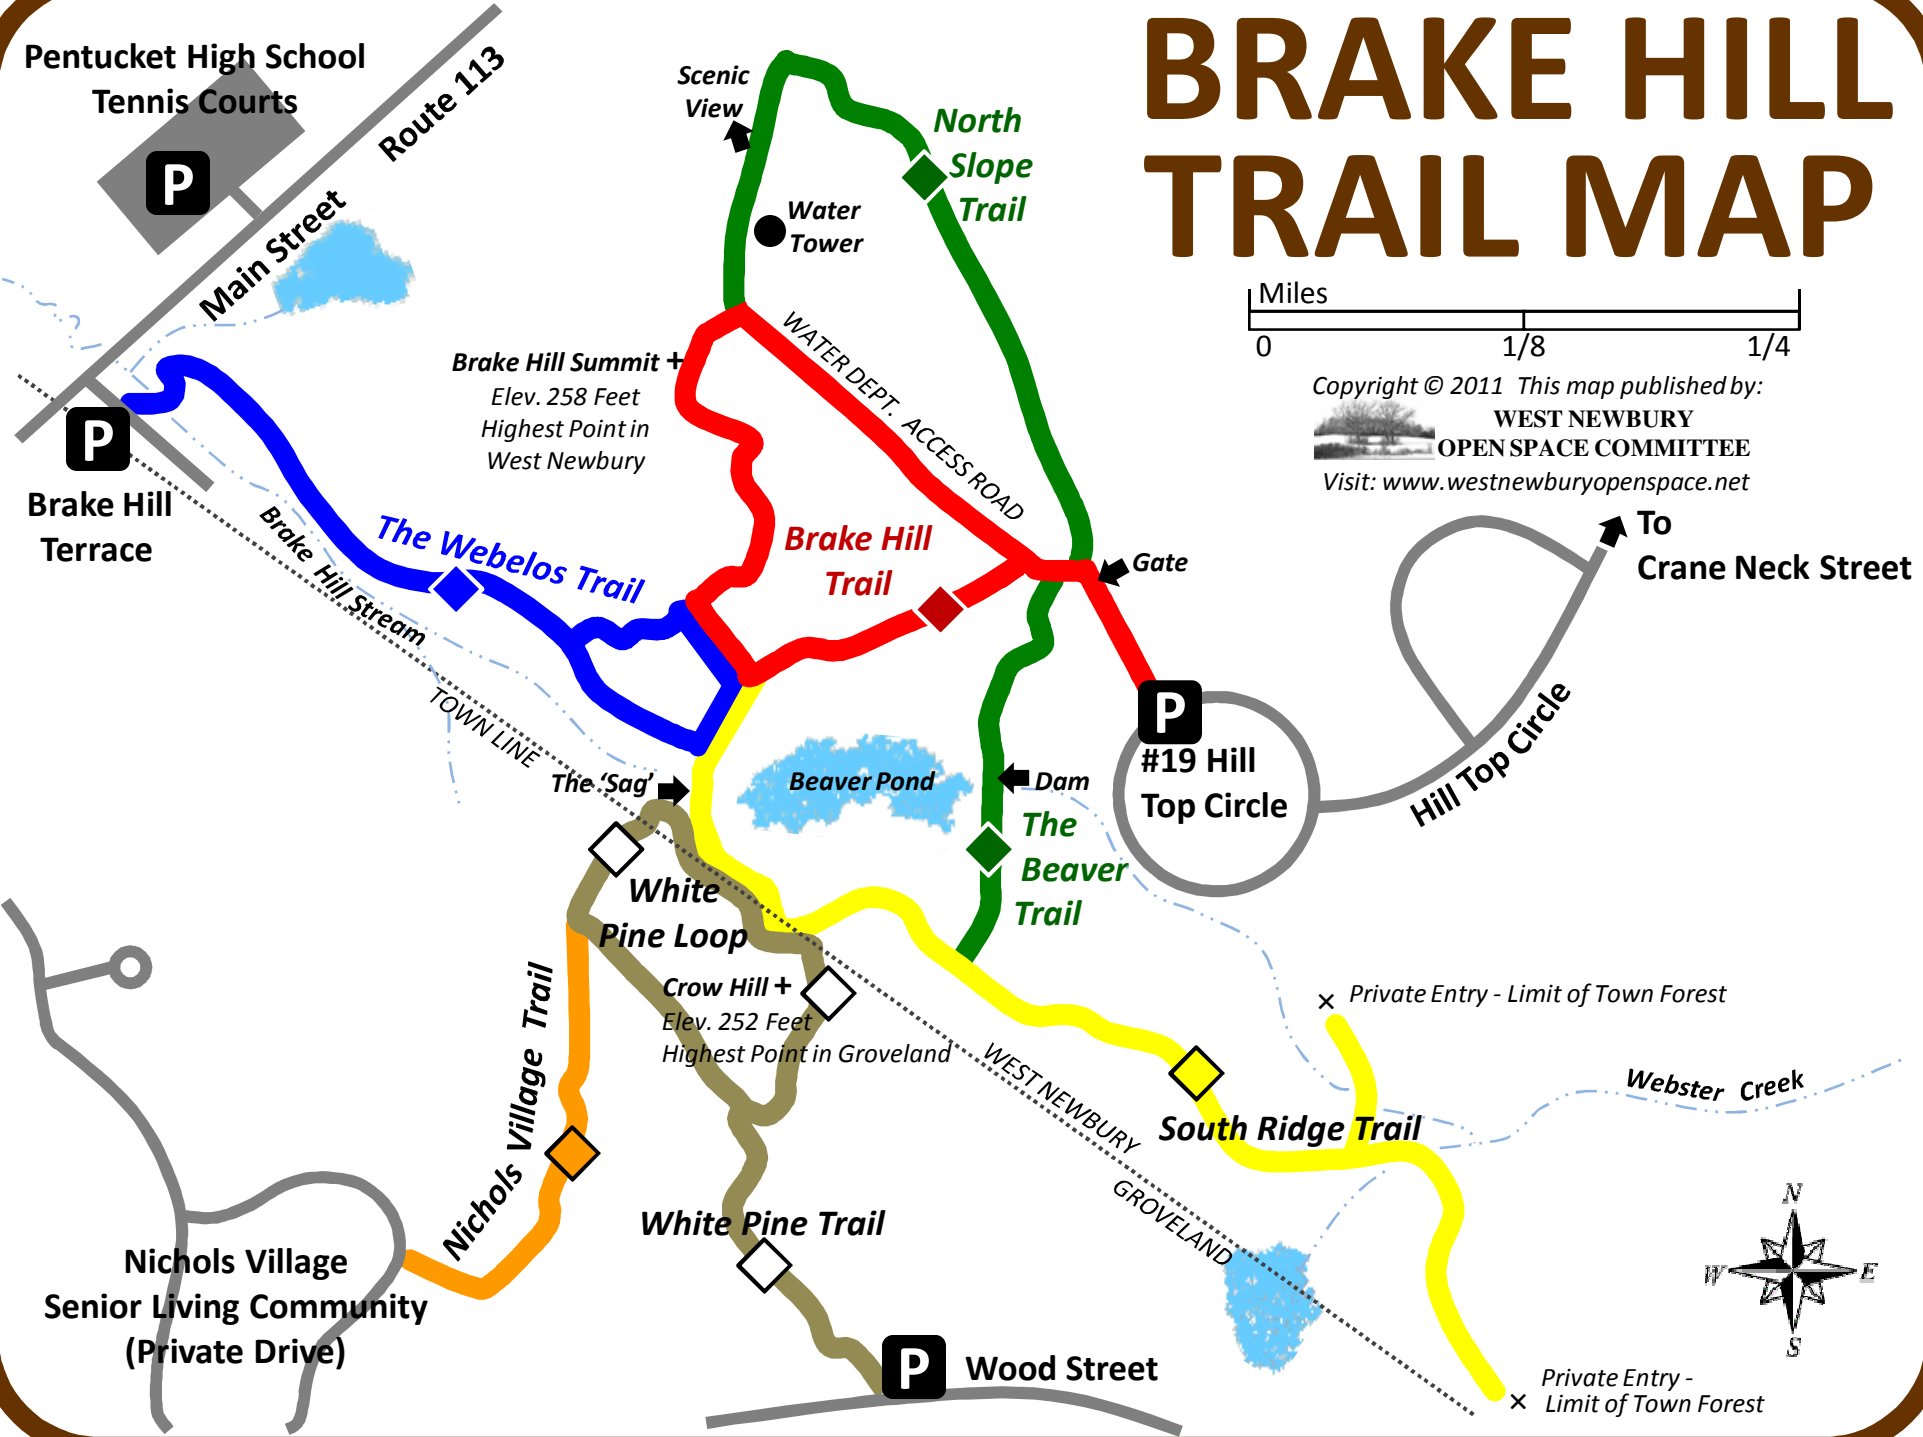 BRAKE HILL
TRAIL MAP
Pentucket High School
Tennis Courts
P
Route 113
Main Street
Scenic
View
North
Slope
Trail
Water
Tower
Miles
0 1/8 1/4
Copyright © 2011 This map published by:
WEST NEWBURY
OPEN SPACE COMMITTEE
Visit: www.westnewburyopenspace.net
WATER DEPT. ACCESS ROAD
Brake Hill Summit +
Elev. 258 Feet
Highest Point in
West Newbury
P
Brake Hill
Terrace
Brake Hill Stream
The Webelos Trail
Brake Hill
Trail
Gate
To
Crane Neck Street
Hill Top Circle
P
#19 Hill
Top Circle
TOWN LINE
The 'Sag'
Beaver Pond
Dam
The
Beaver
Trail
White
Pine Loop
Crow Hill +
Elev. 252 Feet
Highest Point in Groveland
× Private Entry - Limit of Town Forest
Webster Creek
WEST NEWBURY
GROVELAND
South Ridge Trail
Nichols Village Trail
White Pine Trail
Nichols Village
Senior Living Community
(Private Drive)
P
Wood Street
N
W E
S
Private Entry -
× Limit of Town Forest